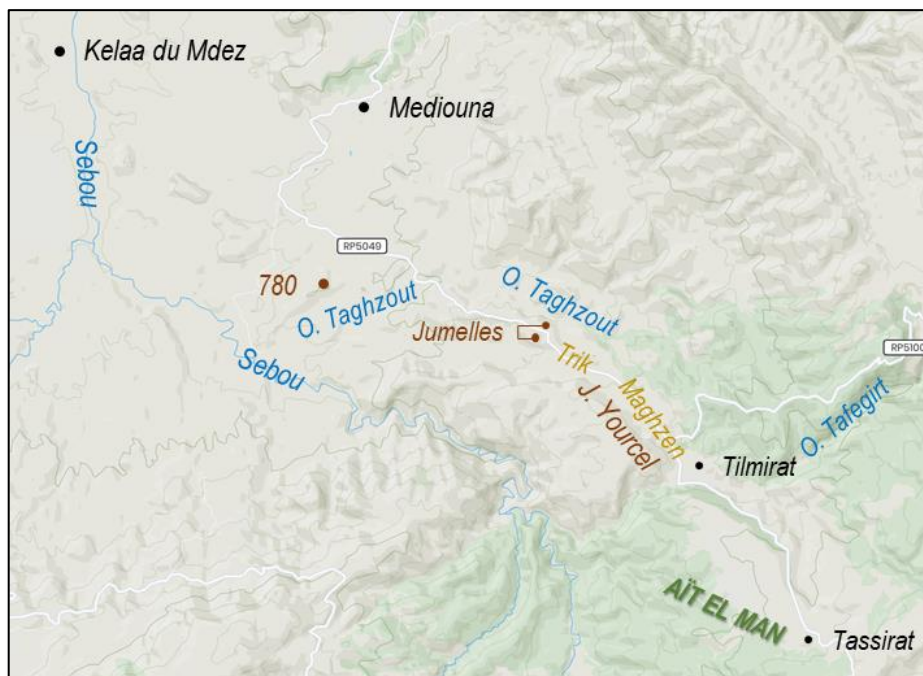 Kelaa du Mdez
Mediouna
Sebou
RP5049
780
O. Taghzout
O. Taghzout
Jumelles
Sebou
Trik
Maghzen
J. Yourcel
RP5100
O. Tafegirt
Tilmirat
AÏT EL MAN
Tassirat